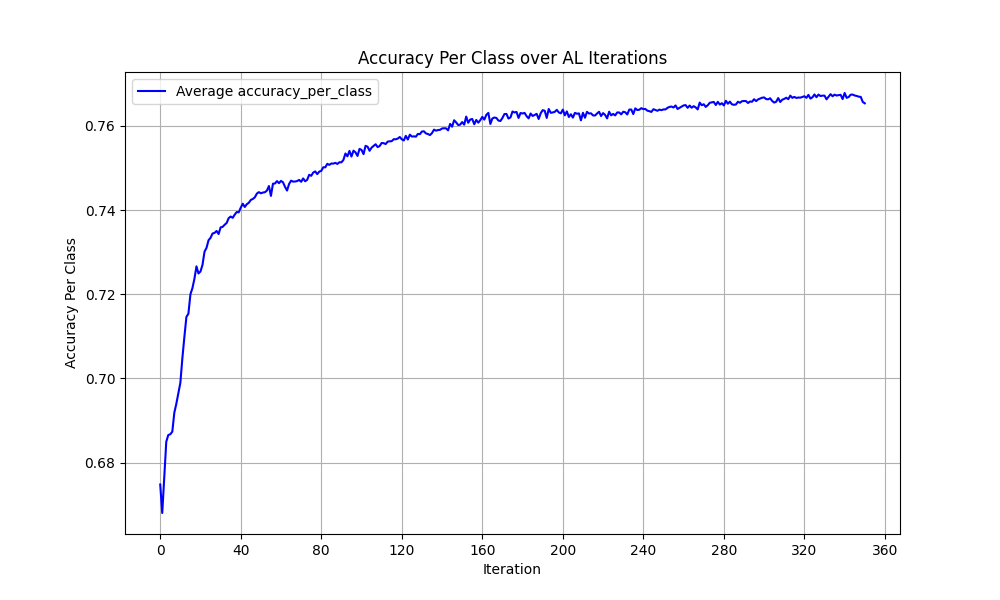 Accuracy Per Class over AL Iterations
Average accuracy_per_class
Accuracy Per Class
0.76
0.74
0.72
0.70
0.68
0 40 80 120 160 200 240 280 320 360
Iteration